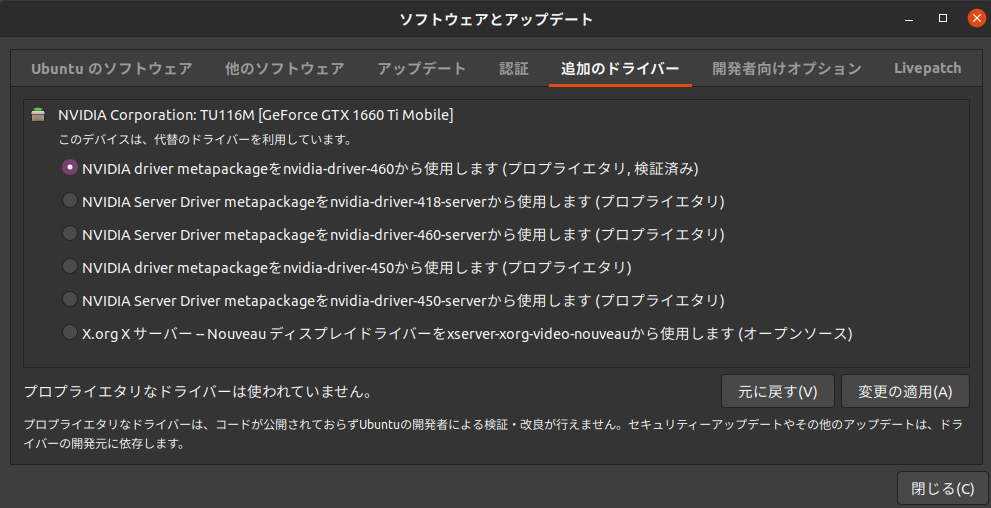 ソフトウェアとアップデート
Ubuntu のソフトウェア 他のソフトウェア アップデート 認証 追加のドライバー 開発者向けオプション Livepatch
NVIDIA Corporation: TU116M [GeForce GTX 1660 Ti Mobile]
このデバイスは、代替のドライバーを利用しています。
NVIDIA driver metapackageをnvidia-driver-460から使用します (プロプライエタリ, 検証済み)
NVIDIA Server Driver metapackageをnvidia-driver-418-serverから使用します (プロプライエタリ)
NVIDIA Server Driver metapackageをnvidia-driver-460-serverから使用します (プロプライエタリ)
NVIDIA driver metapackageをnvidia-driver-450から使用します (プロプライエタリ)
NVIDIA Server Driver metapackageをnvidia-driver-450-serverから使用します (プロプライエタリ)
X.org X サーバー -- Nouveau ディスプレイドライバーをxserver-xorg-video-nouveauから使用します (オープンソース)
プロプライエタリなドライバーは使われていません。 元に戻す(V) 変更の適用(A)
プロプライエタリなドライバーは、コードが公開されておらずUbuntuの開発者による検証・改良が行えません。セキュリティーアップデートやその他のアップデートは、ドラ
イバーの開発元に依存します。
閉じる(C)